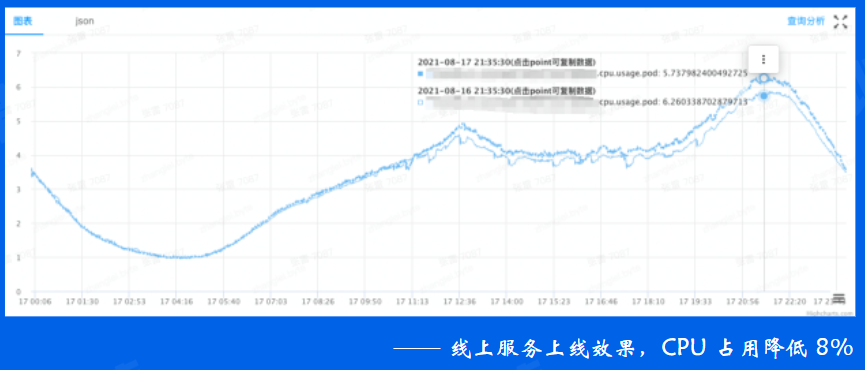 图表 json 查询分析
7
2021-08-17 21:35:30(点击point可复制数据)
.cpu.usage.pod: 5.737982400492725
2021-08-16 21:35:30(点击point可复制数据)
cpu.usage.pod: 6.260338702879713
6
5
4
3
2
1
0
17 00:06 17 01:30 17 02:53 17 04:16 17 05:40 17 07:03 17 08:26 17 09:50 17 11:13 17 12:36 17 14:00 17 15:23 17 16:46 17 18:10 17 19:33 17 20:56 17 22:20
Highcharts.com
—— 线上服务上线效果，CPU 占用降低 8%